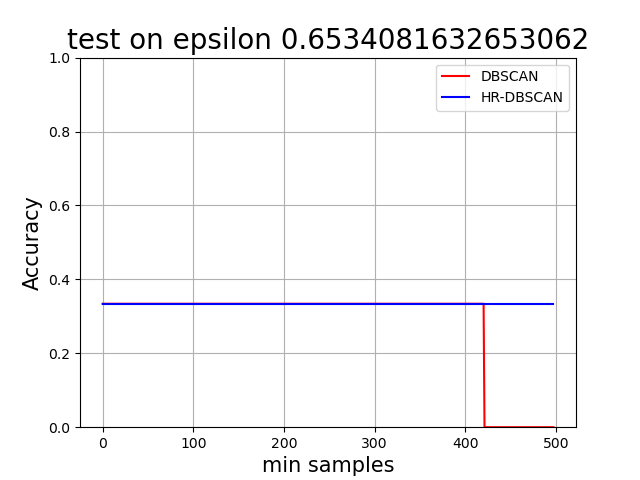 test on epsilon 0.6534081632653062
DBSCAN
HR-DBSCAN
1.0
0.8
0.6
0.4
0.2
0.0
Accuracy
0 100 200 300 400 500
min samples